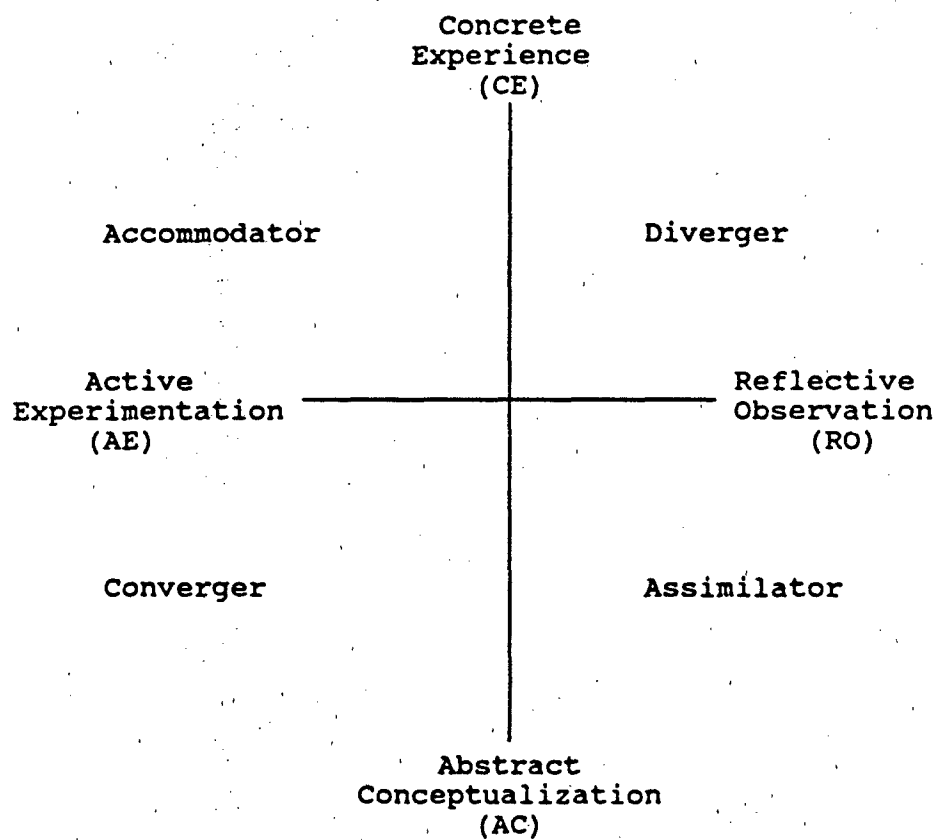 Concrete
Experience
(CE)
Accommodator
Diverger
Active
Experimentation
(AE)
Reflective
Observation
(RO)
Converger
Assimilator
Abstract
Conceptualization
(AC)